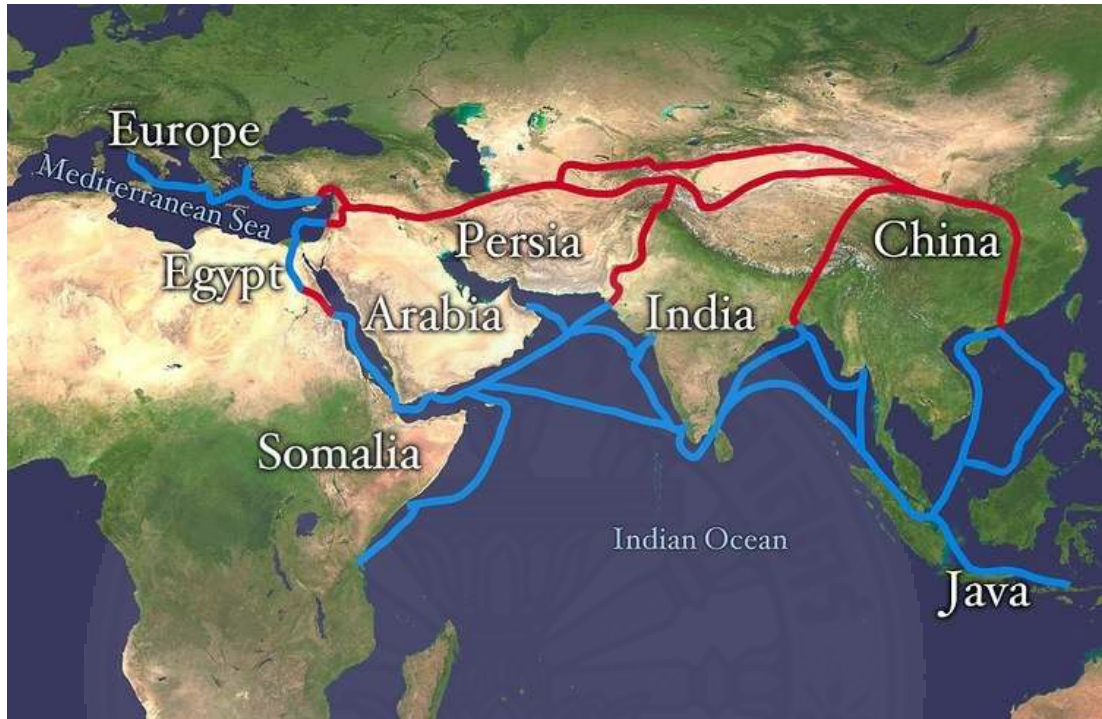 Europe
Mediterranean Sea
Egypt
Persia
China
Arabia
India
Somalia
Indian Ocean
Java